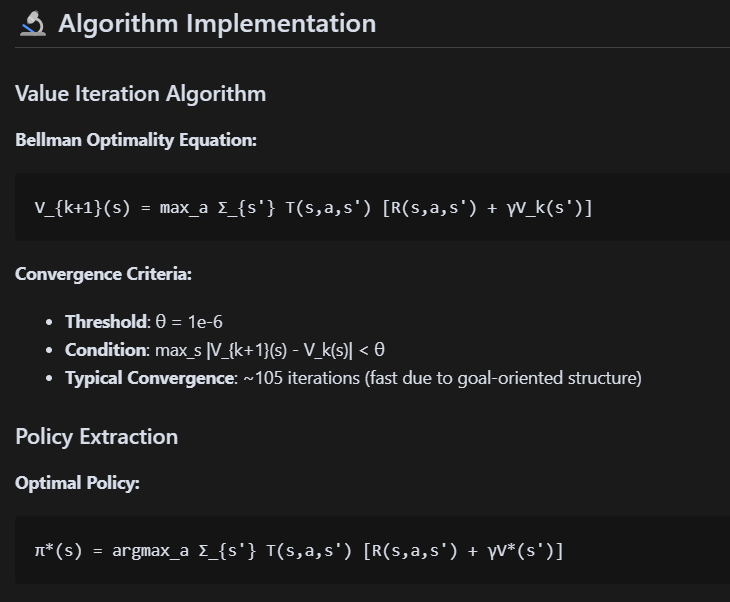 Algorithm Implementation
Value Iteration Algorithm
Bellman Optimality Equation:
V_{k+1}(s) = max_a Σ_{s'} T(s,a,s') [R(s,a,s') + γV_k(s')]
Convergence Criteria:
• Threshold: θ = 1e-6
• Condition: max_s |V_{k+1}(s) - V_k(s)| < θ
• Typical Convergence: ~105 iterations (fast due to goal-oriented structure)
Policy Extraction
Optimal Policy:
π*(s) = argmax_a Σ_{s'} T(s,a,s') [R(s,a,s') + γV*(s')]